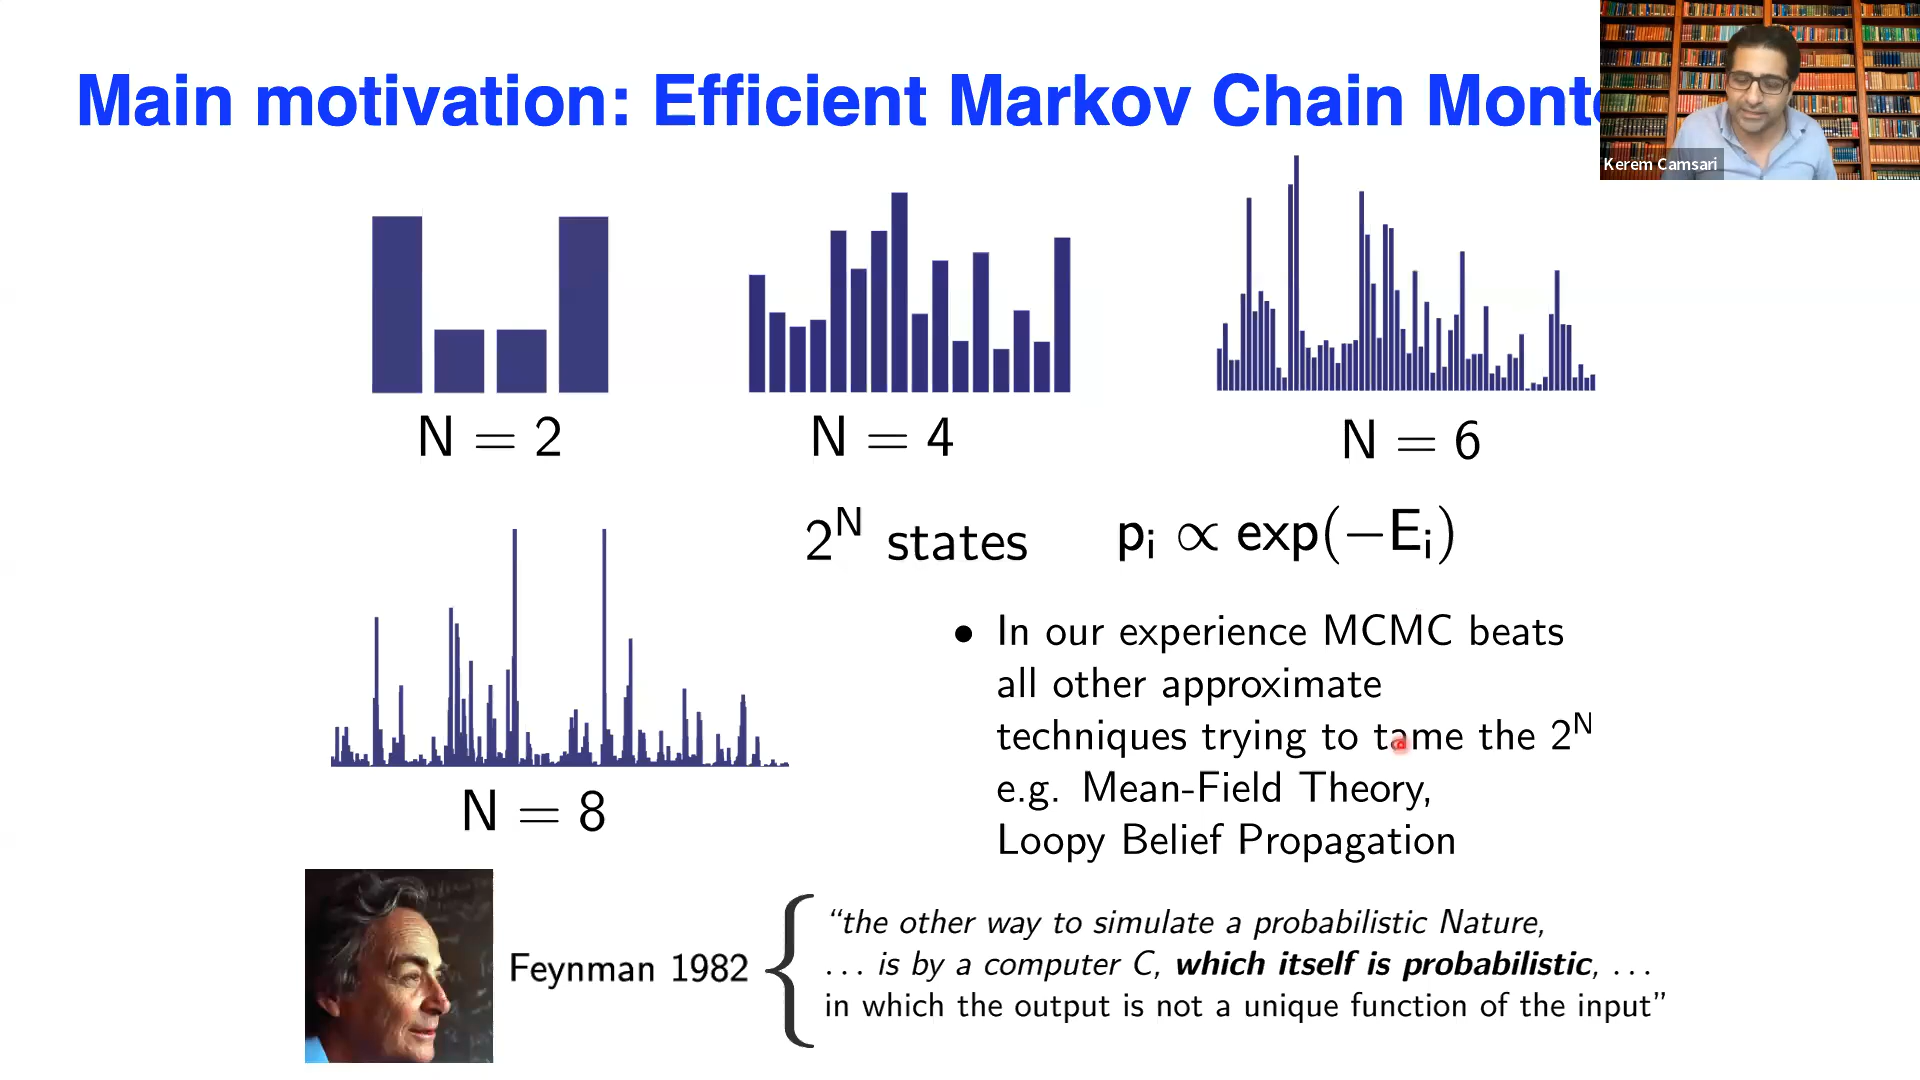 Main motivation: Efficient Markov Chain Mont
Kerem Camsari
N = 2
N = 4
N = 6
2^N states
p_i ∝ exp(−E_i)
• In our experience MCMC beats
all other approximate
techniques trying to tame the 2^N
e.g. Mean-Field Theory,
Loopy Belief Propagation
N = 8
Feynman 1982
“the other way to simulate a probabilistic Nature,
... is by a computer C, which itself is probabilistic, ...
in which the output is not a unique function of the input”